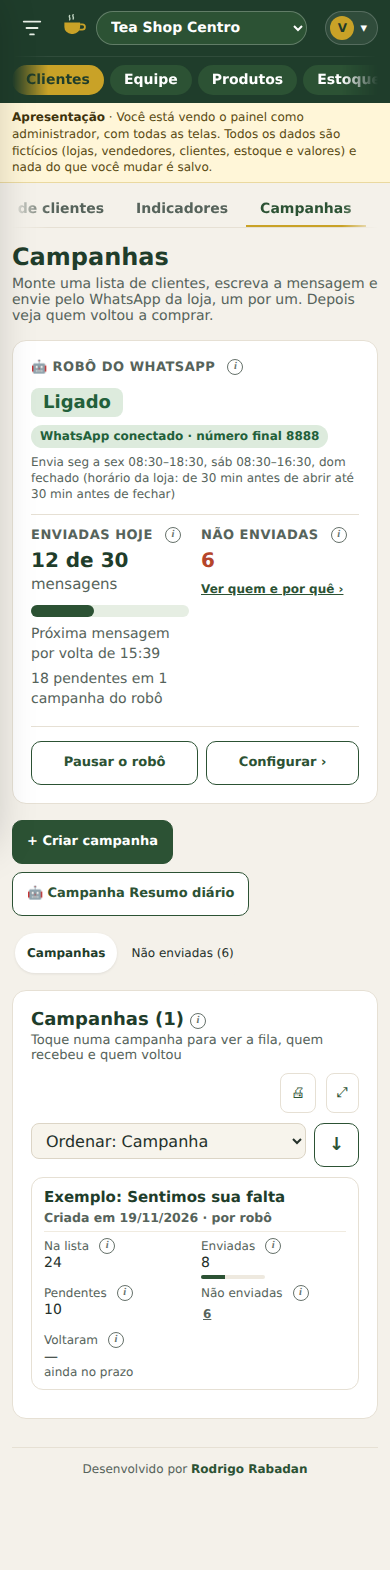 Tea Shop Centro
V ▾
Clientes Equipe Produtos Estoque
Apresentação · Você está vendo o painel como
administrador, com todas as telas. Todos os dados são
fictícios (lojas, vendedores, clientes, estoque e valores) e
nada do que você mudar é salvo.
de clientes Indicadores Campanhas
Campanhas
Monte uma lista de clientes, escreva a mensagem e
envie pelo WhatsApp da loja, um por um. Depois
veja quem voltou a comprar.
🤖 ROBÔ DO WHATSAPP i
Ligado
WhatsApp conectado · número final 8888
Envia seg a sex 08:30–18:30, sáb 08:30–16:30, dom
fechado (horário da loja: de 30 min antes de abrir até
30 min antes de fechar)
ENVIADAS HOJE i NÃO ENVIADAS i
12 de 30 6
mensagens Ver quem e por quê ›
Próxima mensagem
por volta de 15:39
18 pendentes em 1
campanha do robô
Pausar o robô Configurar ›
+ Criar campanha
🤖 Campanha Resumo diário
Campanhas Não enviadas (6)
Campanhas (1) i
Toque numa campanha para ver a fila, quem
recebeu e quem voltou
Ordenar: Campanha ↓
Exemplo: Sentimos sua falta
Criada em 19/11/2026 · por robô
Na lista i Enviadas i
24 8
Pendentes i Não enviadas i
10 6
Voltaram i
—
ainda no prazo
Desenvolvido por Rodrigo Rabadan